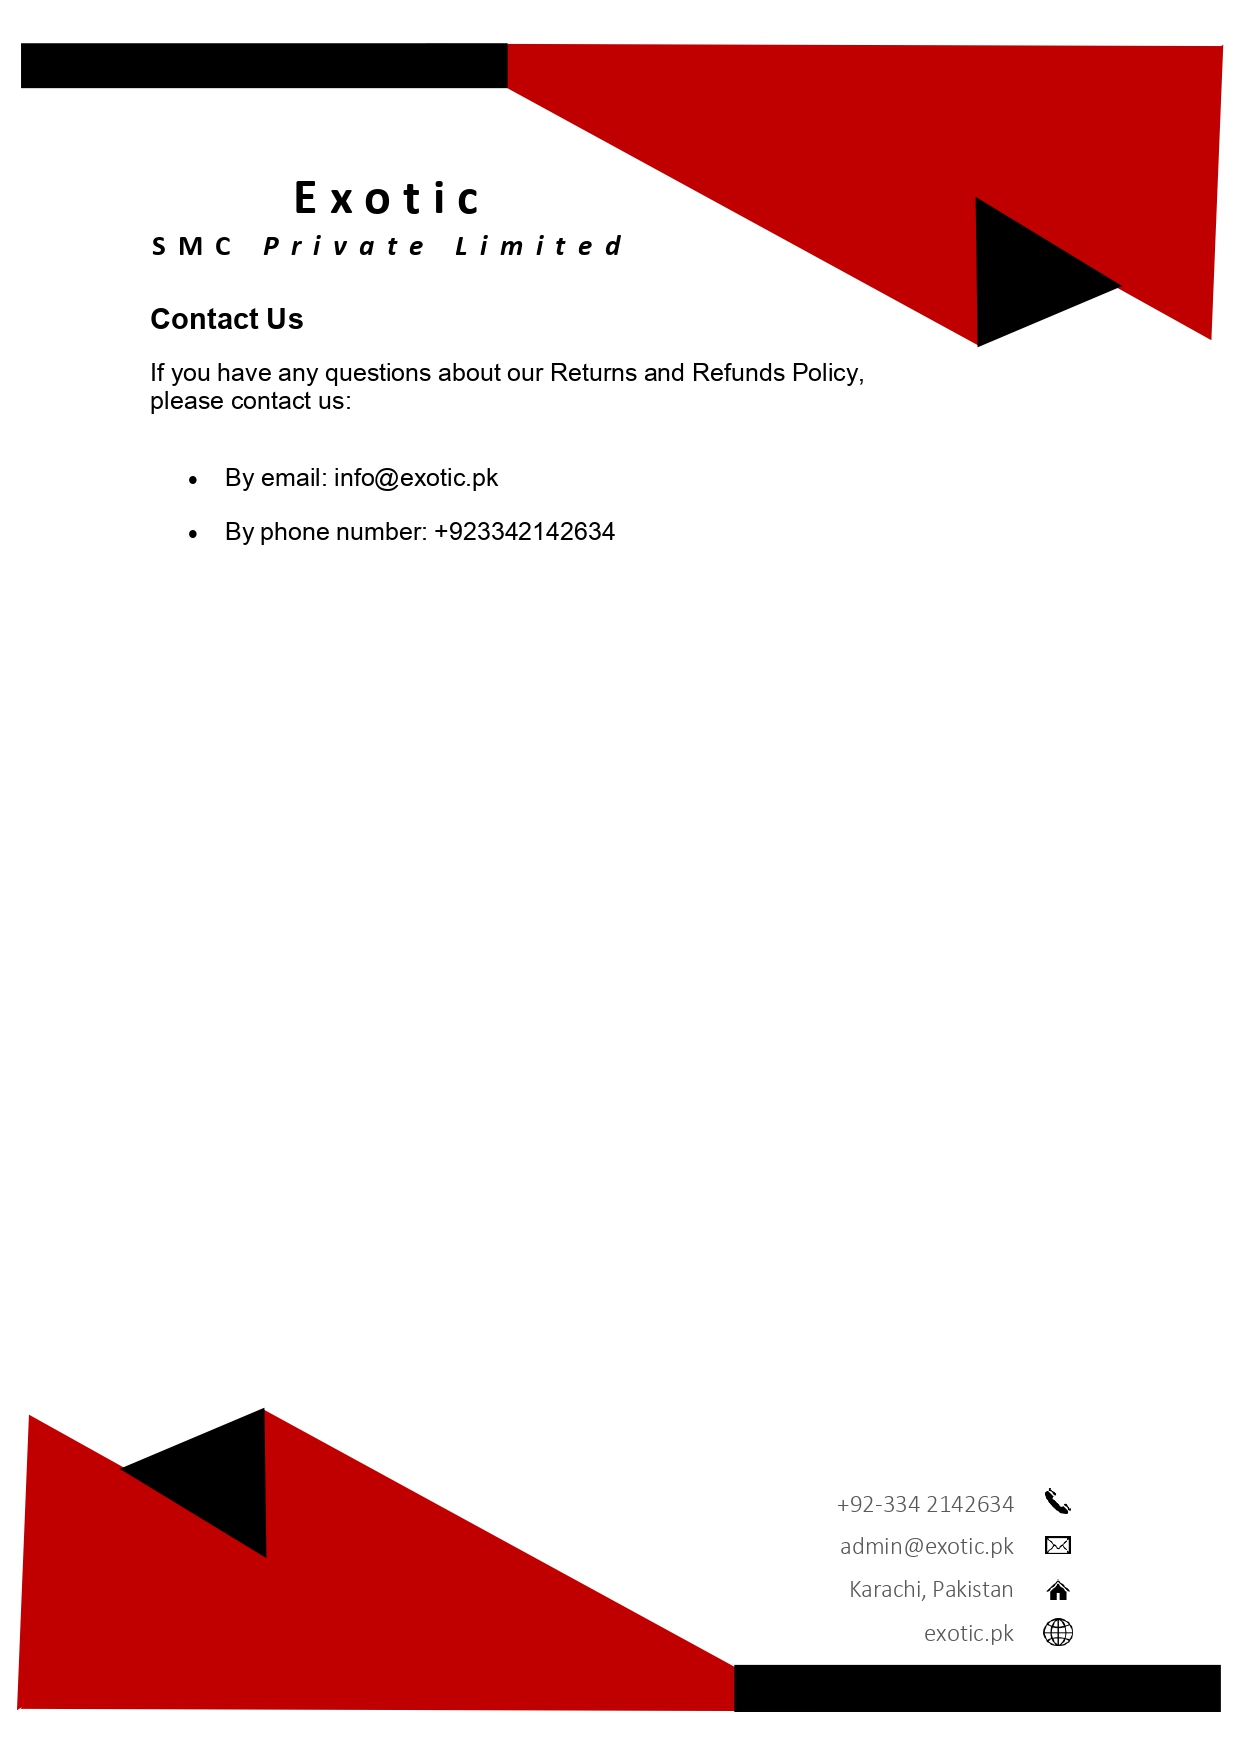 Exotic
SMC Private Limited
Contact Us
If you have any questions about our Returns and Refunds Policy,
please contact us:
• By email: info@exotic.pk
• By phone number: +923342142634
+92-334 2142634
admin@exotic.pk
Karachi, Pakistan
exotic.pk